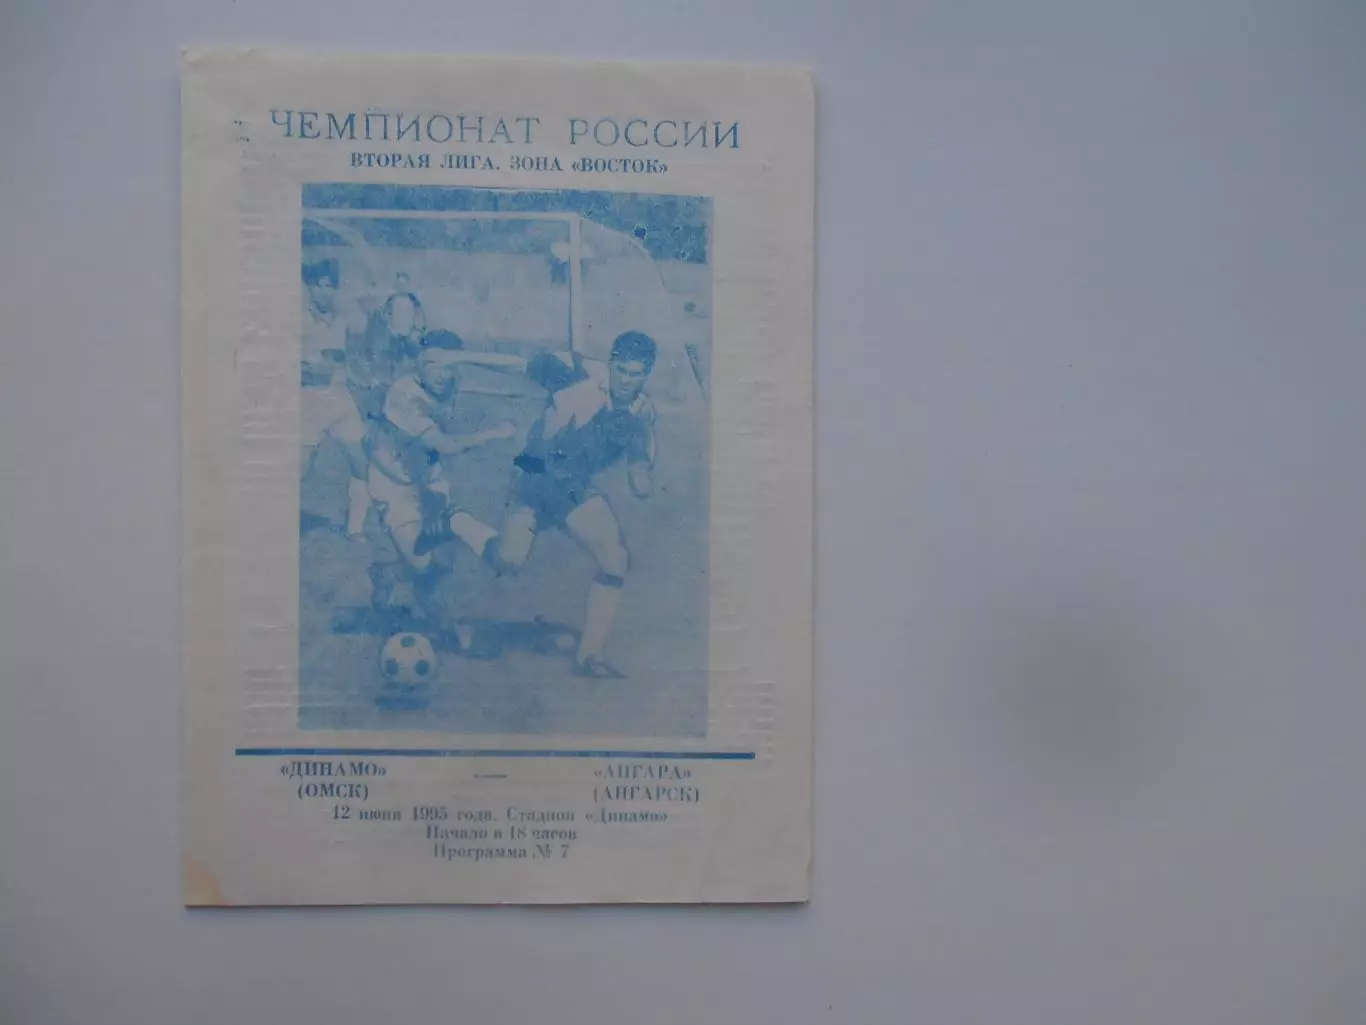 ЧЕМПИОНАТ РОССИИ
ВТОРАЯ ЛИГА. ЗОНА «ВОСТОК»
«ДИНАМО» — «АНГАРА»
(ОМСК) (АНГАРСК)
12 июня 1995 года. Стадион «Динамо»
Начало в 18 часов
Программа № 7